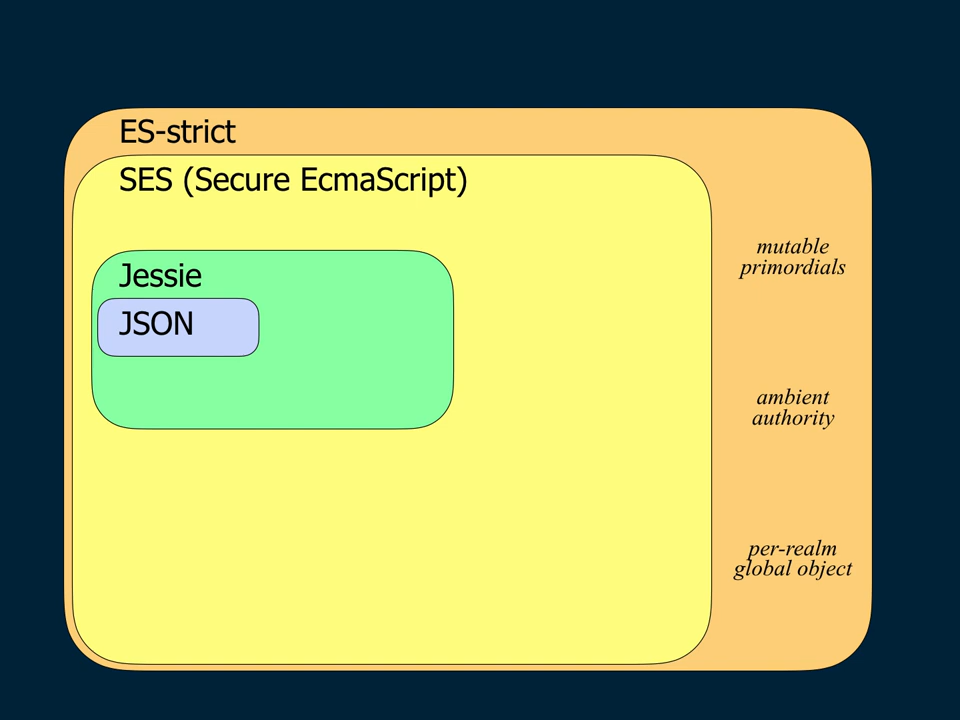 ES-strict
SES (Secure EcmaScript)
mutable
primordials
Jessie
JSON
ambient
authority
per-realm
global object